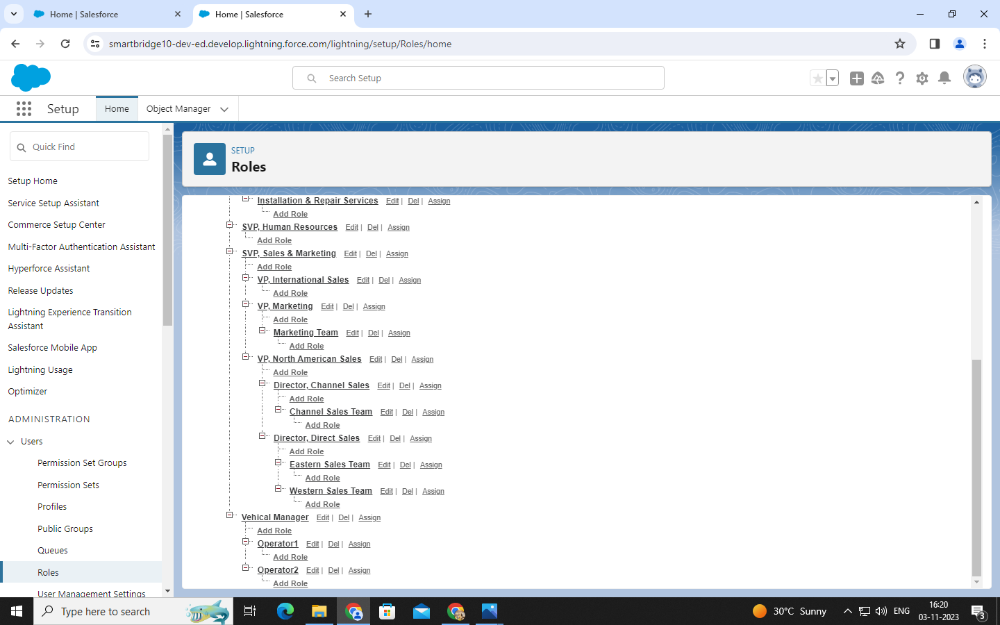 Home | Salesforce
Home | Salesforce
smartbridge10-dev-ed.develop.lightning.force.com/lightning/setup/Roles/home
Search Setup
Setup
Home
Object Manager
Quick Find
Setup Home
Service Setup Assistant
Commerce Setup Center
Multi-Factor Authentication Assistant
Hyperforce Assistant
Release Updates
Lightning Experience Transition
Assistant
Salesforce Mobile App
Lightning Usage
Optimizer
ADMINISTRATION
Users
Permission Set Groups
Permission Sets
Profiles
Public Groups
Queues
Roles
User Management Settings
SETUP
Roles
Installation & Repair Services Edit | Del | Assign
Add Role
SVP, Human Resources Edit | Del | Assign
Add Role
SVP, Sales & Marketing Edit | Del | Assign
Add Role
VP, International Sales Edit | Del | Assign
Add Role
VP, Marketing Edit | Del | Assign
Add Role
Marketing Team Edit | Del | Assign
Add Role
VP, North American Sales Edit | Del | Assign
Add Role
Director, Channel Sales Edit | Del | Assign
Add Role
Channel Sales Team Edit | Del | Assign
Add Role
Director, Direct Sales Edit | Del | Assign
Add Role
Eastern Sales Team Edit | Del | Assign
Add Role
Western Sales Team Edit | Del | Assign
Add Role
Vehical Manager Edit | Del | Assign
Add Role
Operator1 Edit | Del | Assign
Add Role
Operator2 Edit | Del | Assign
Add Role
Type here to search
30°C Sunny
ENG
16:20
03-11-2023
3